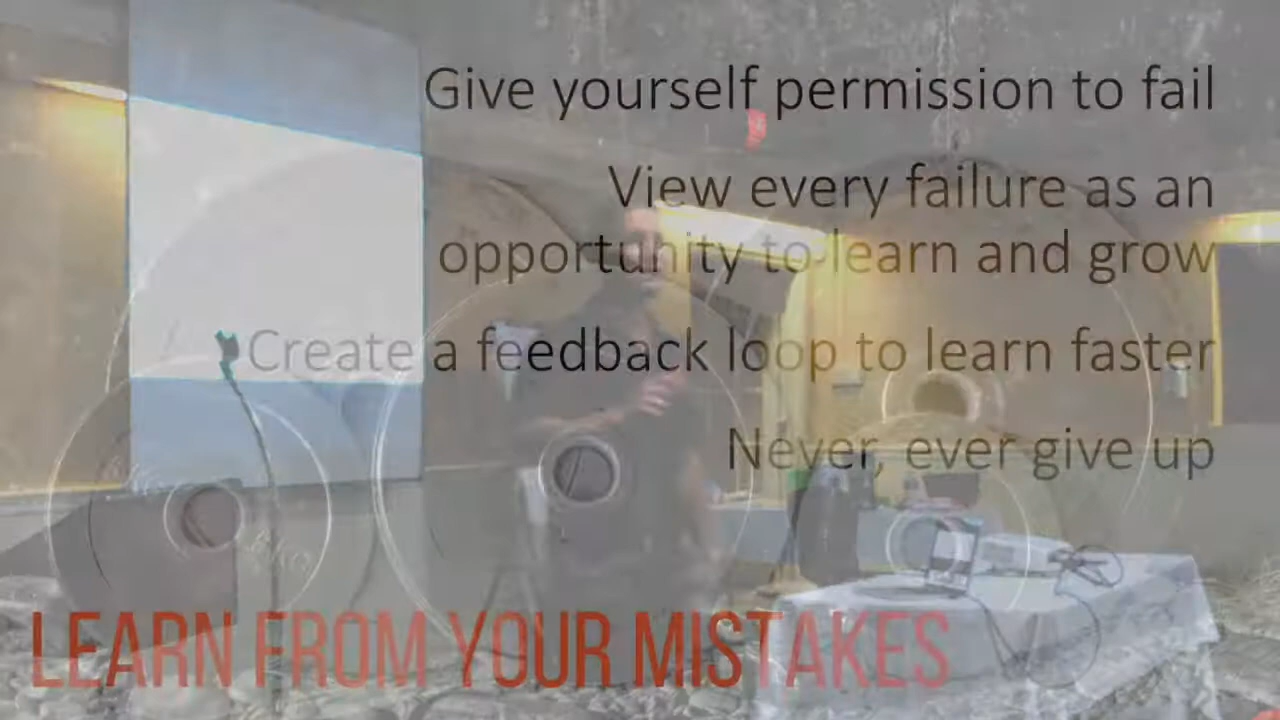 Give yourself permission to fail
View every failure as an
opportunity to learn and grow
Create a feedback loop to learn faster
Never, ever give up
LEARN FROM YOUR MISTAKES